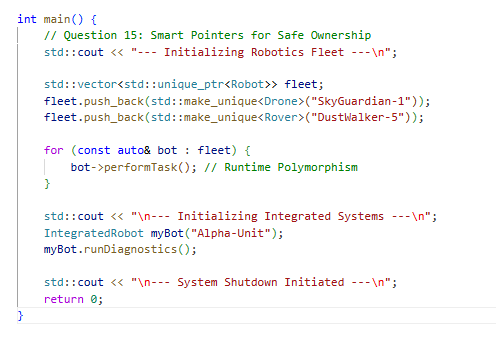 int main() {
    // Question 15: Smart Pointers for Safe Ownership
    std::cout << "--- Initializing Robotics Fleet ---\n";

    std::vector<std::unique_ptr<Robot>> fleet;
    fleet.push_back(std::make_unique<Drone>("SkyGuardian-1"));
    fleet.push_back(std::make_unique<Rover>("DustWalker-5"));

    for (const auto& bot : fleet) {
        bot->performTask(); // Runtime Polymorphism
    }

    std::cout << "\n--- Initializing Integrated Systems ---\n";
    IntegratedRobot myBot("Alpha-Unit");
    myBot.runDiagnostics();

    std::cout << "\n--- System Shutdown Initiated ---\n";
    return 0;
}